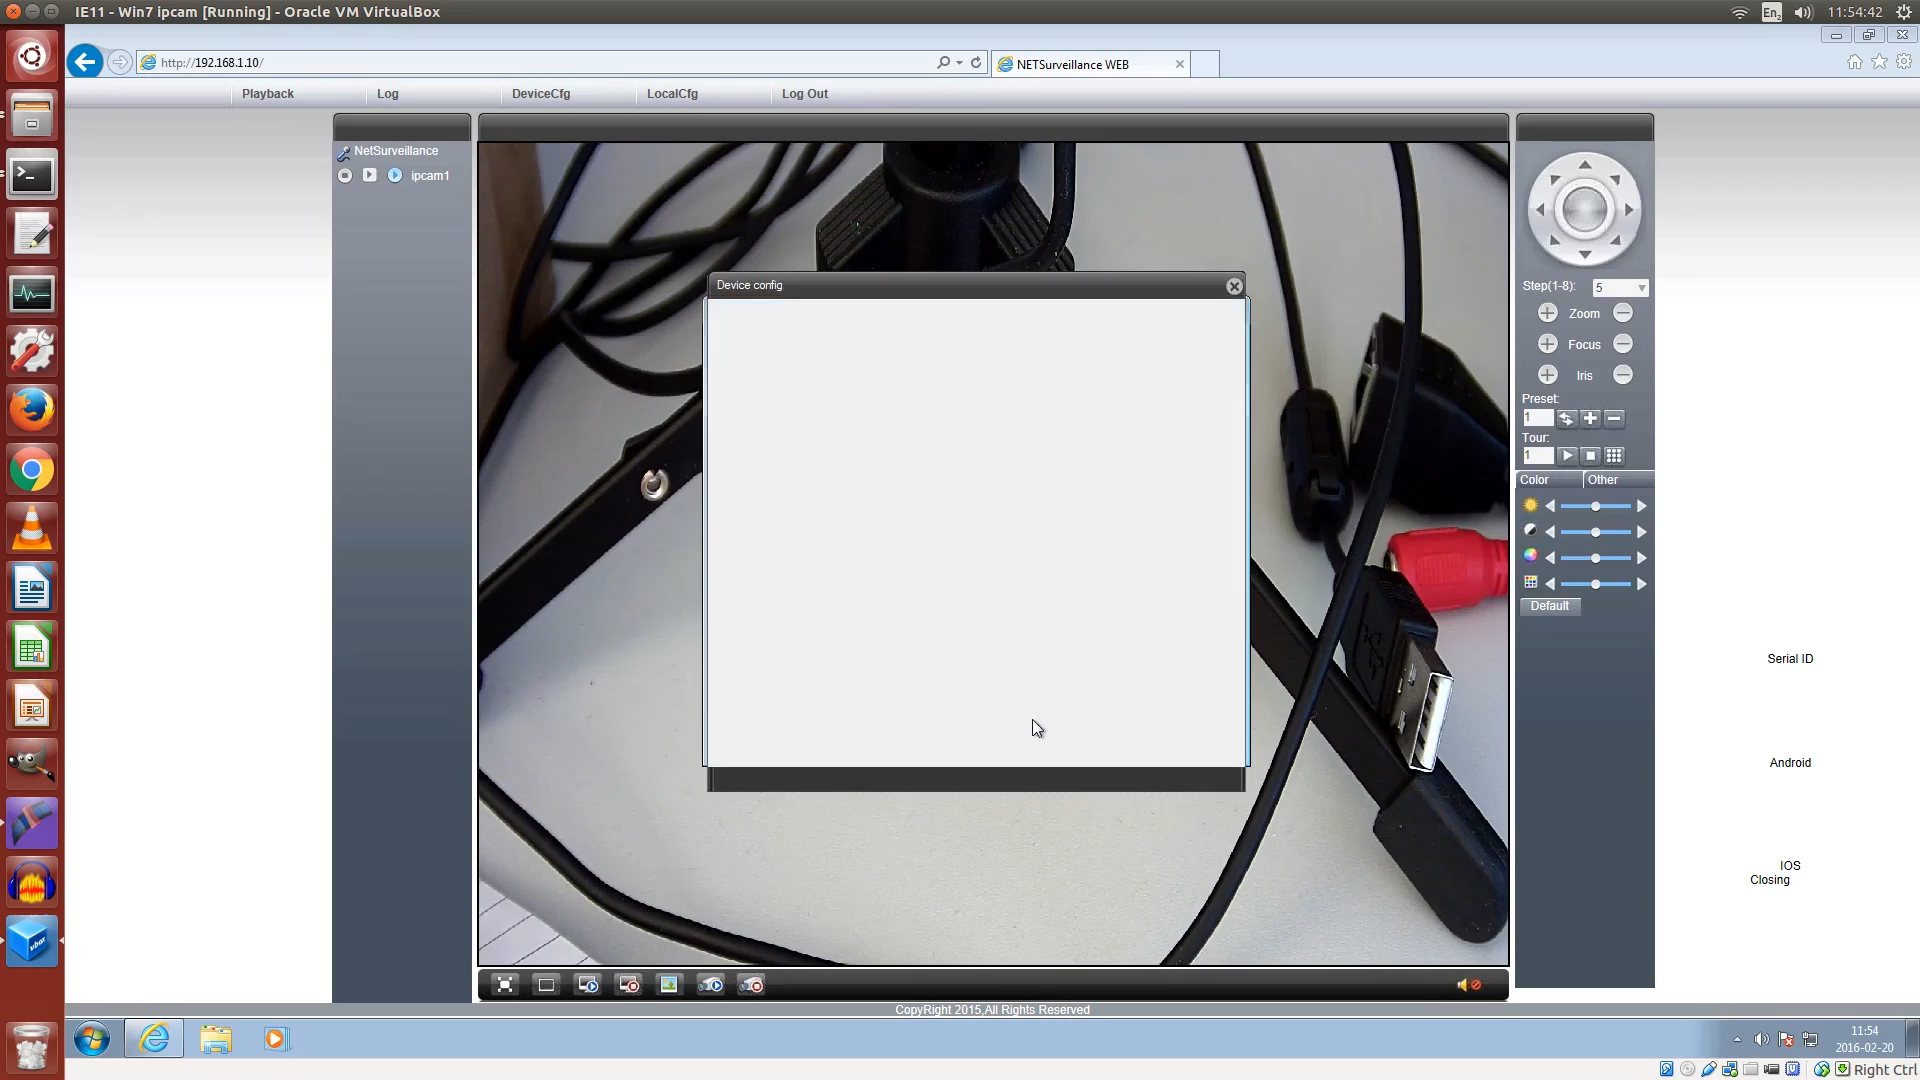 IE11 - Win7 ipcam [Running] - Oracle VM VirtualBox
En2
11:54:42
http://192.168.1.10/
NETSurveillance WEB
Playback
Log
DeviceCfg
LocalCfg
Log Out
NetSurveillance
ipcam1
Device config
Step(1-8):
5
Zoom
Focus
Iris
Preset:
1
Tour:
1
Color
Other
Default
Serial ID
Android
IOS
Closing
CopyRight 2015,All Rights Reserved
vbox
11:54
2016-02-20
Right Ctrl